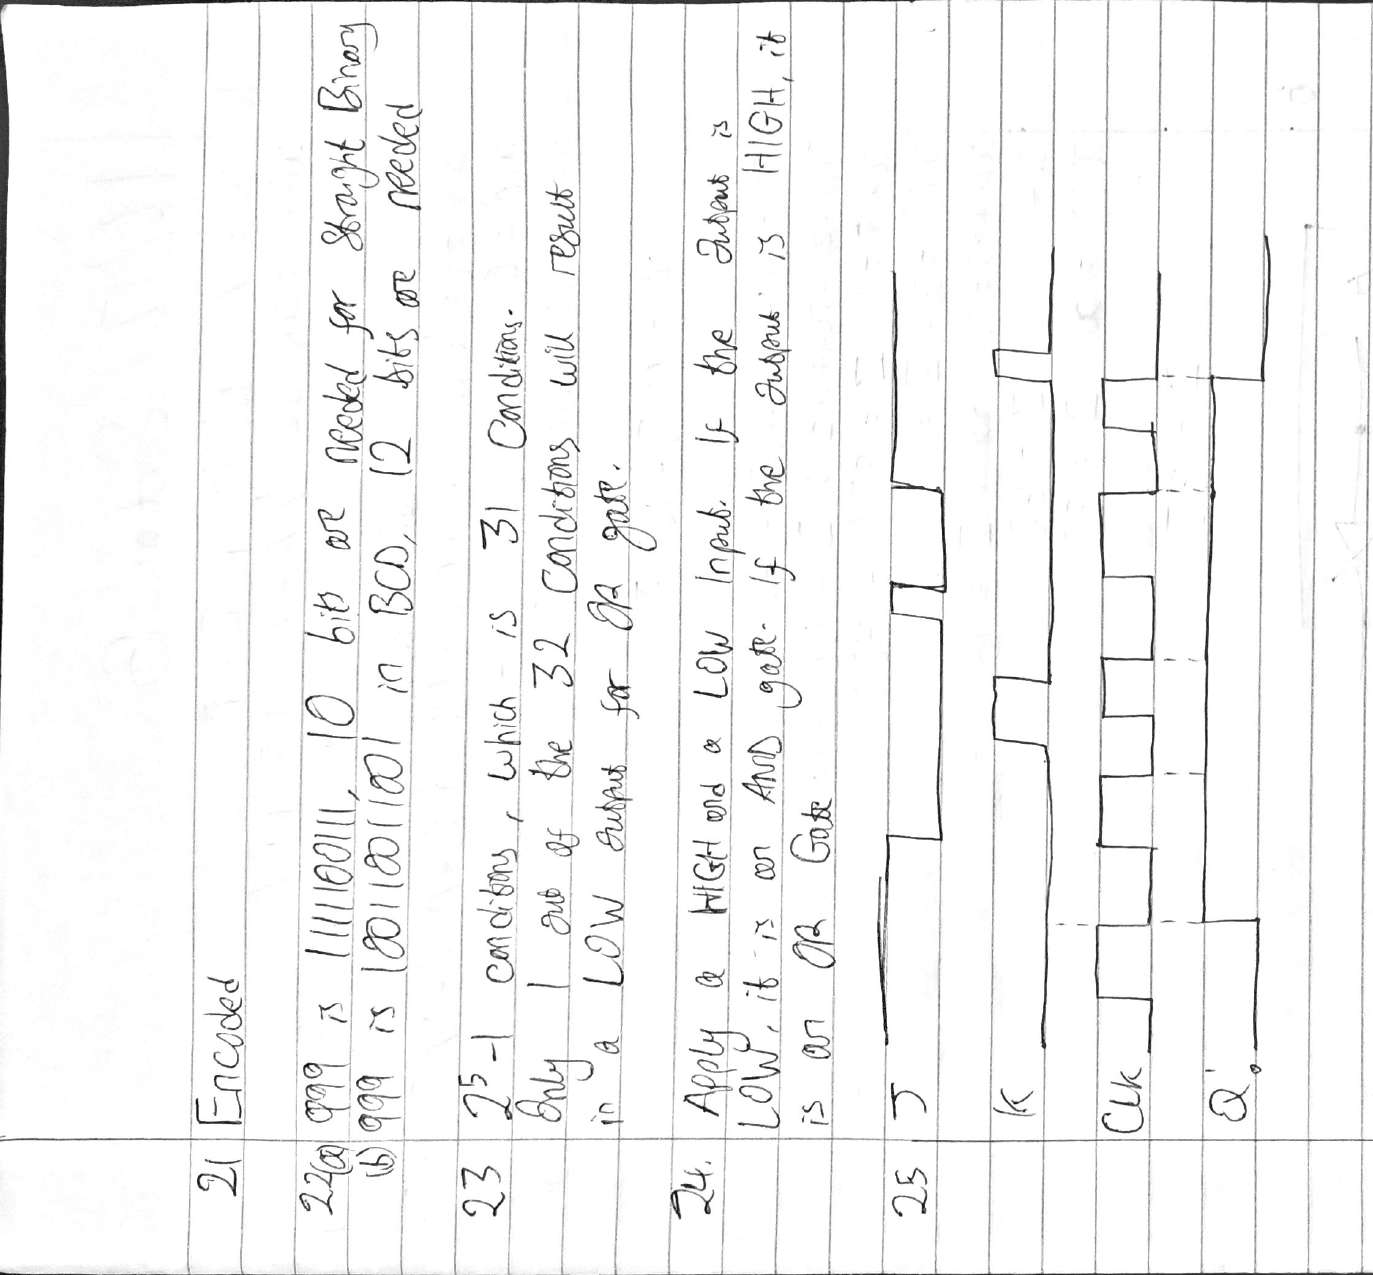 21 Encoded
22(a) 999 is 1111100111, 10 bits are needed for Straight Binary
(b) 999 is 100110011001 in BCD, 12 bits are needed
23 2⁵-1 conditions, which is 31 Conditions.
Only 1 out of the 32 Conditions will result
in a LOW output for OR gate.
24. Apply a HIGH and a LOW Input. If the output is
LOW, it is an AND gate. If the output is HIGH, it
is an OR Gate
25 J
K
Clk
Q